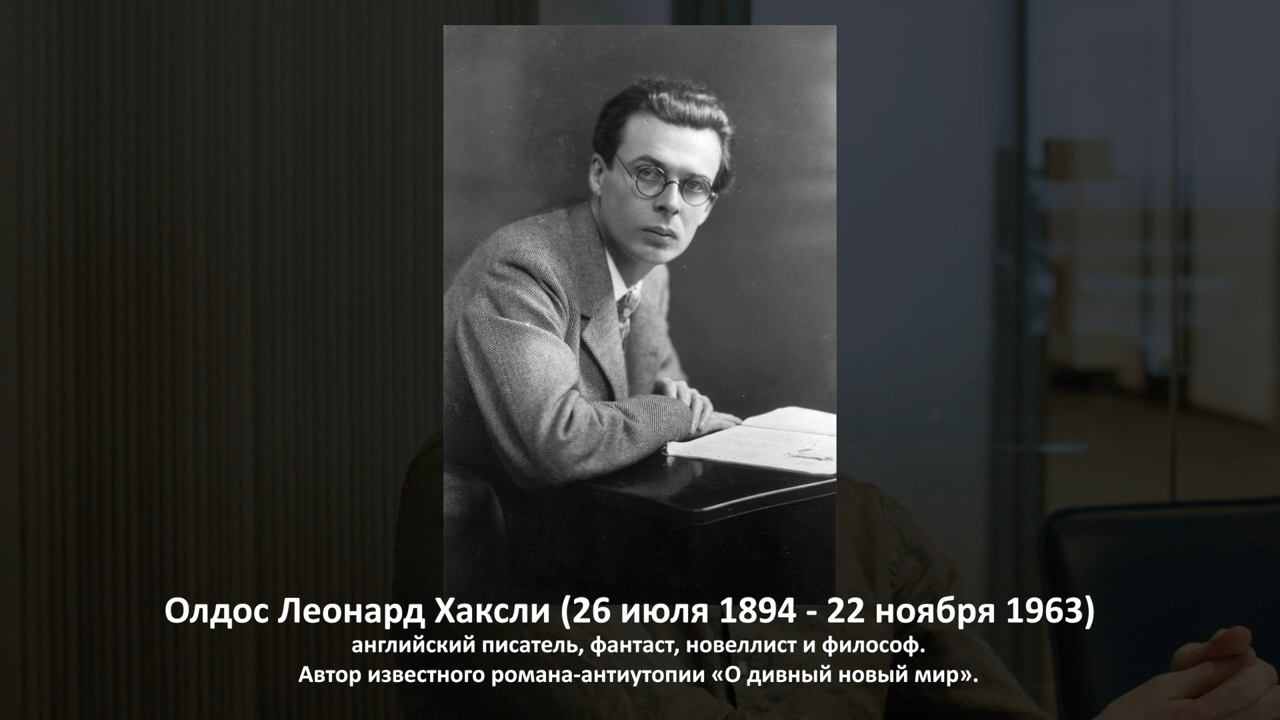 Олдос Леонард Хаксли (26 июля 1894 - 22 ноября 1963)
английский писатель, фантаст, новеллист и философ.
Автор известного романа-антиутопии «О дивный новый мир».